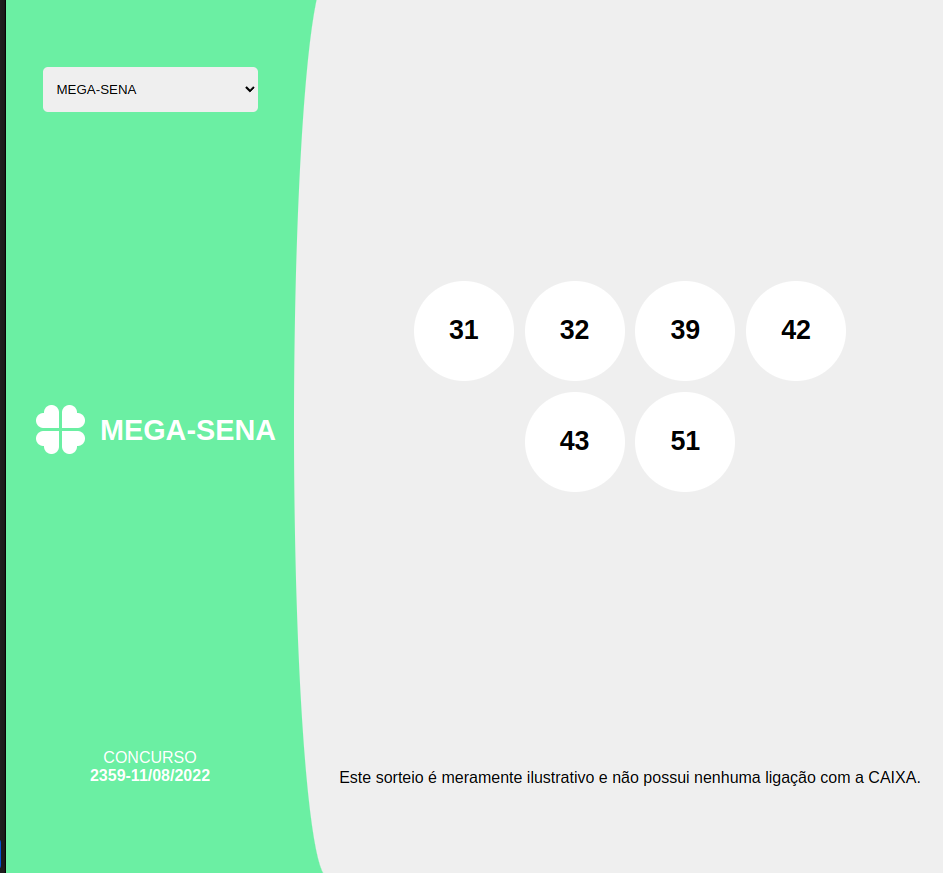 MEGA-SENA
MEGA-SENA
CONCURSO
2359-11/08/2022
31 32 39 42
43 51
Este sorteio é meramente ilustrativo e não possui nenhuma ligação com a CAIXA.